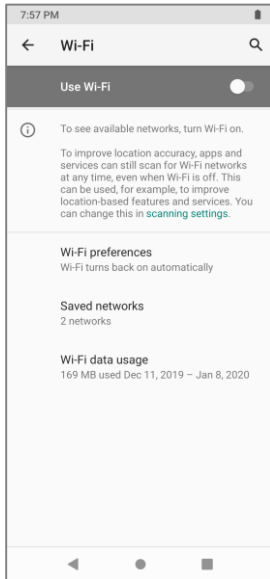 7:57 PM
Wi-Fi
Use Wi-Fi
To see available networks, turn Wi-Fi on.
To improve location accuracy, apps and
services can still scan for Wi-Fi networks
at any time, even when Wi-Fi is off. This
can be used, for example, to improve
location-based features and services. You
can change this in scanning settings.
Wi-Fi preferences
Wi-Fi turns back on automatically
Saved networks
2 networks
Wi-Fi data usage
169 MB used Dec 11, 2019 – Jan 8, 2020